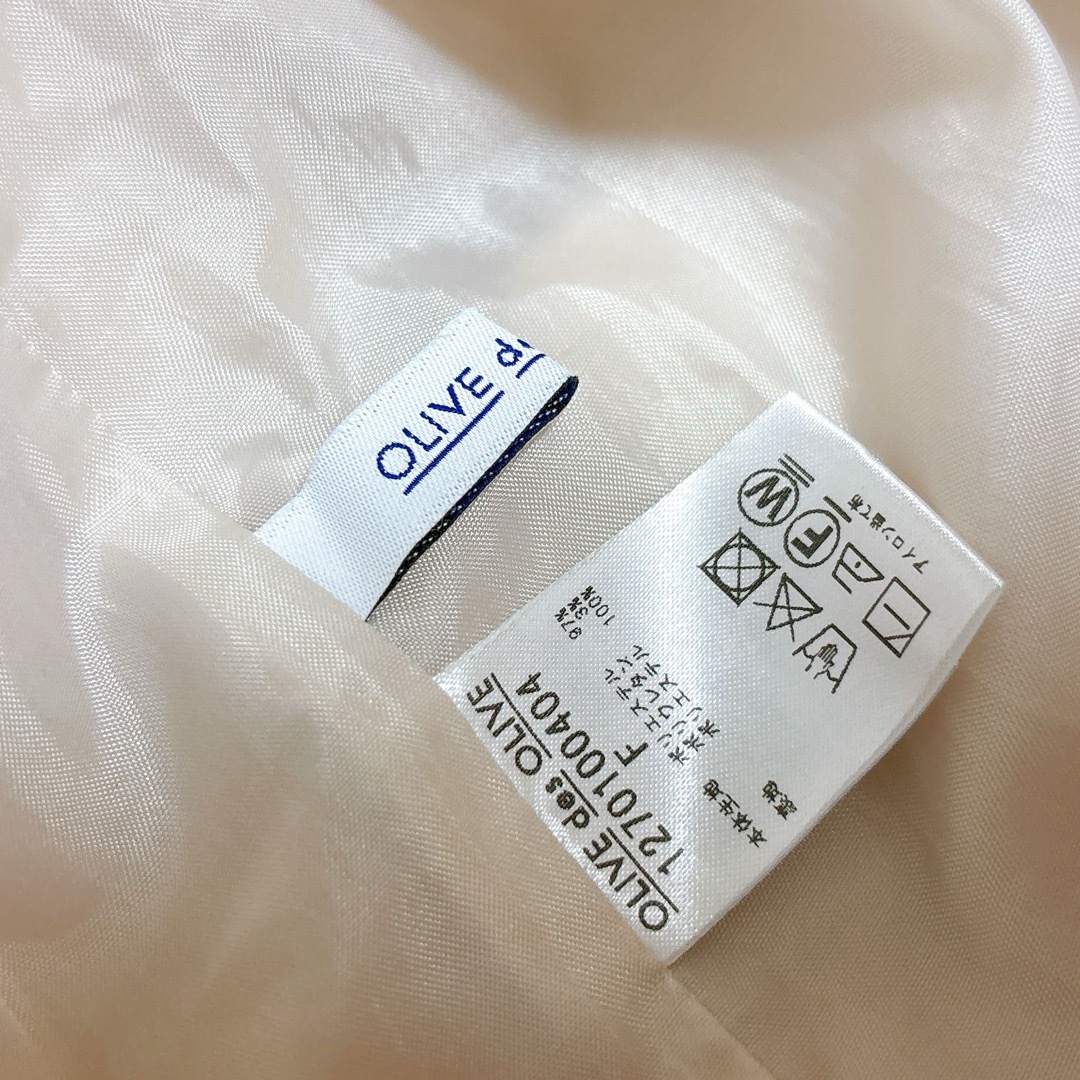 OLIVE d
OLIVE des OLIVE
1270100404
F
本体生地 ポリエステル 97%
ポリウレタン 3%
裏地 ポリエステル 100%
F
W
アイロン当て布